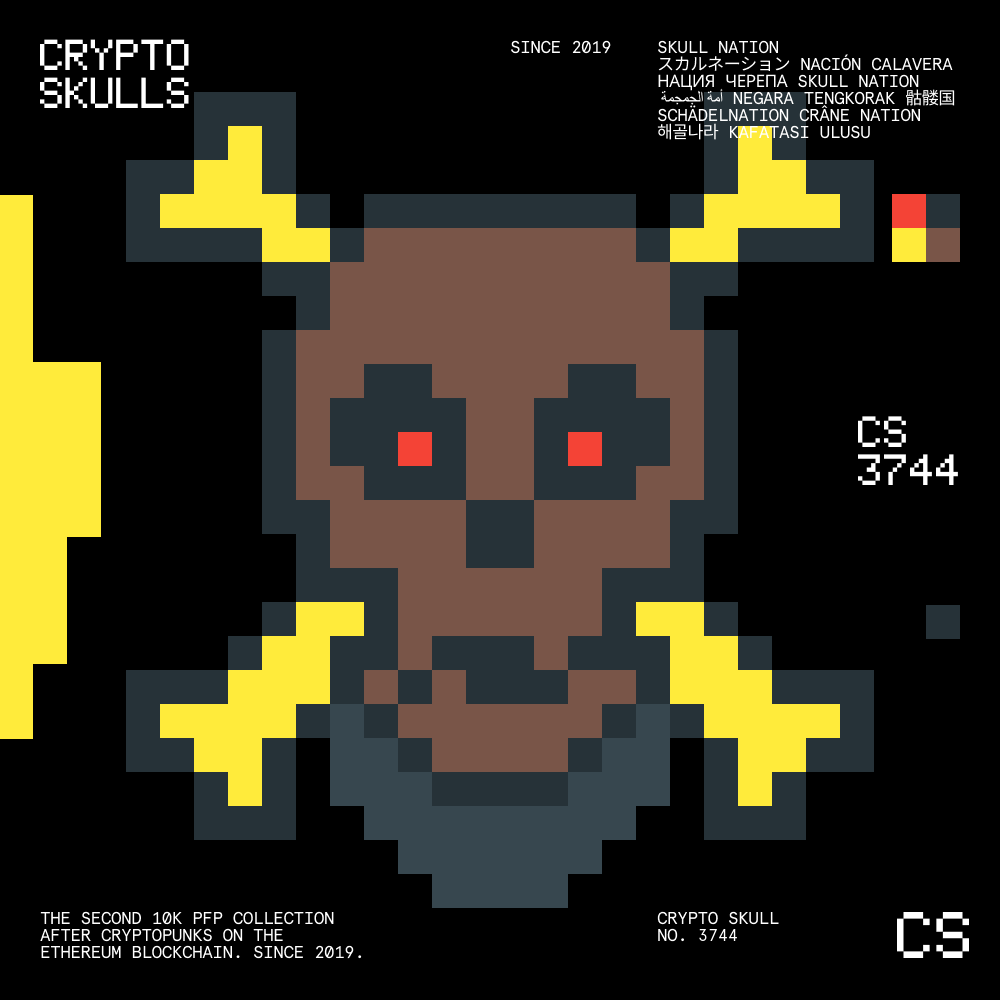 CRYPTO
SKULLS
SINCE 2019
SKULL NATION
スカルネーション NACIÓN CALAVERA
НАЦИЯ ЧЕРЕПА SKULL NATION
أمة الجمجمة NEGARA TENGKORAK 骷髅国
SCHÄDELNATION CRÂNE NATION
해골나라 KAFATASI ULUSU
CS
3744
THE SECOND 10K PFP COLLECTION
AFTER CRYPTOPUNKS ON THE
ETHEREUM BLOCKCHAIN. SINCE 2019.
CRYPTO SKULL
NO. 3744
CS